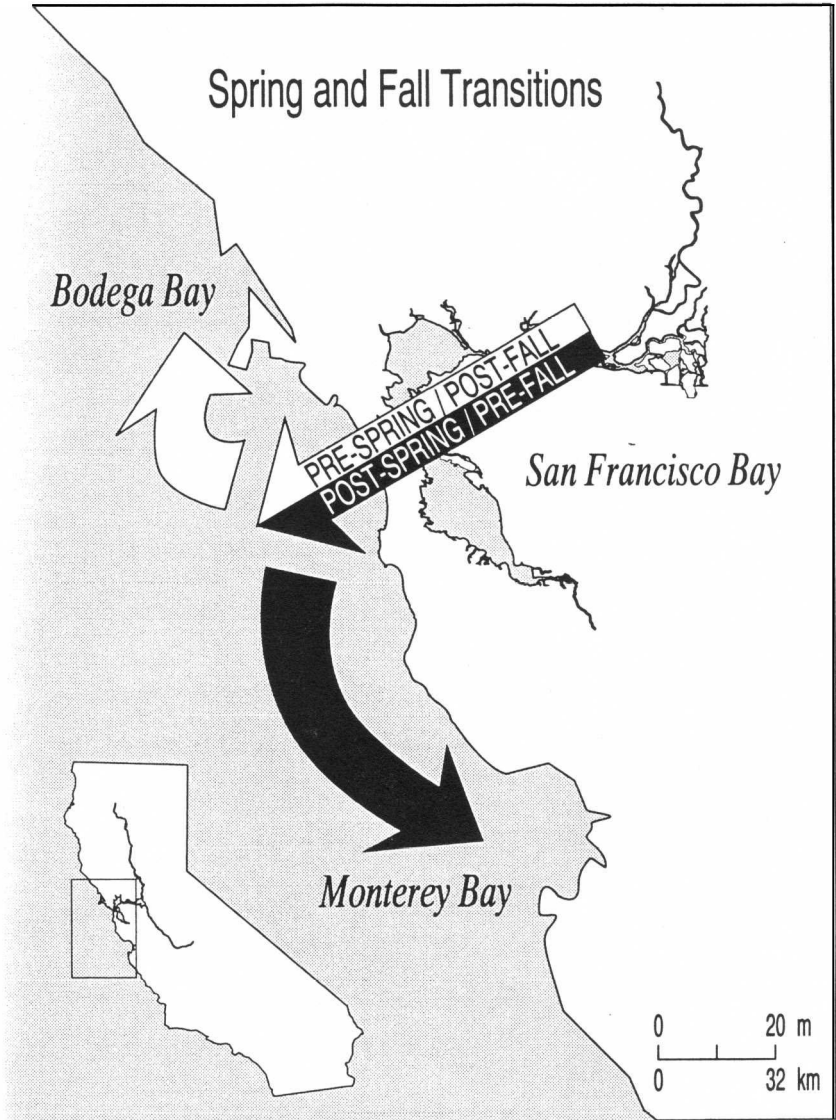 Spring and Fall Transitions
Bodega Bay
PRE-SPRING / POST-FALL
POST-SPRING / PRE-FALL
San Francisco Bay
Monterey Bay
0 20 m
0 32 km